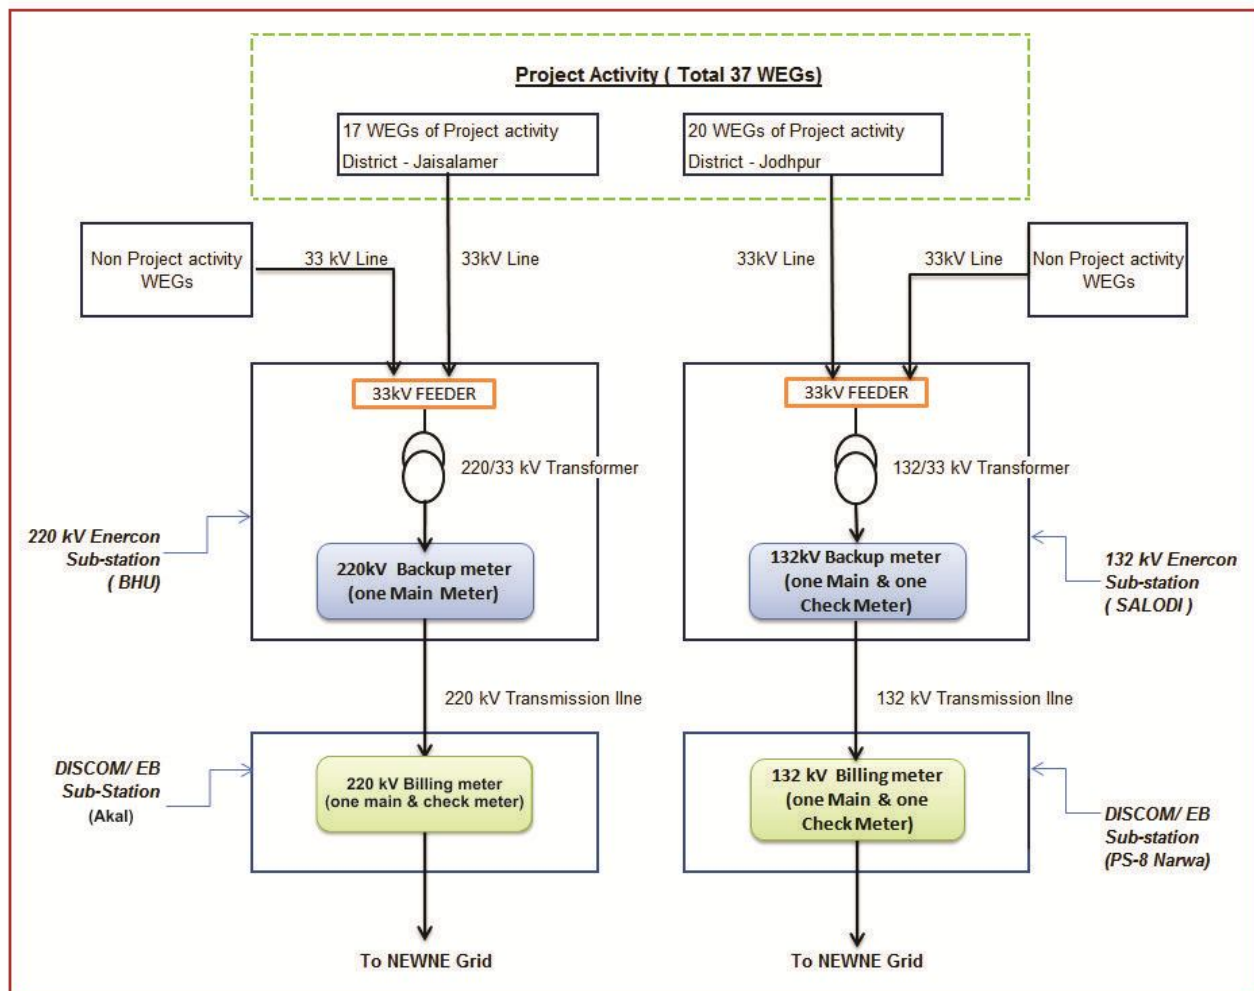 Project Activity ( Total 37 WEGs)
17 WEGs of Project activity
District - Jaisalamer
20 WEGs of Project activity
District - Jodhpur
Non Project activity
WEGs
33 kV Line
33kV Line
33kV Line
33kV Line
Non Project activity
WEGs
33kV FEEDER
33kV FEEDER
220/33 kV Transformer
132/33 kV Transformer
220 kV Enercon
Sub-station
( BHU)
220kV Backup meter
(one Main Meter)
132kV Backup meter
(one Main & one
Check Meter)
132 kV Enercon
Sub-station
( SALODI )
220 kV Transmission lIne
132 kV Transmission lIne
DISCOM/ EB
Sub-Station
(Akal)
220 kV Billing meter
(one main & check meter)
132 kV Billing meter
(one Main & one
Check Meter)
DISCOM/ EB
Sub-station
(PS-8 Narwa)
To NEWNE Grid
To NEWNE Grid